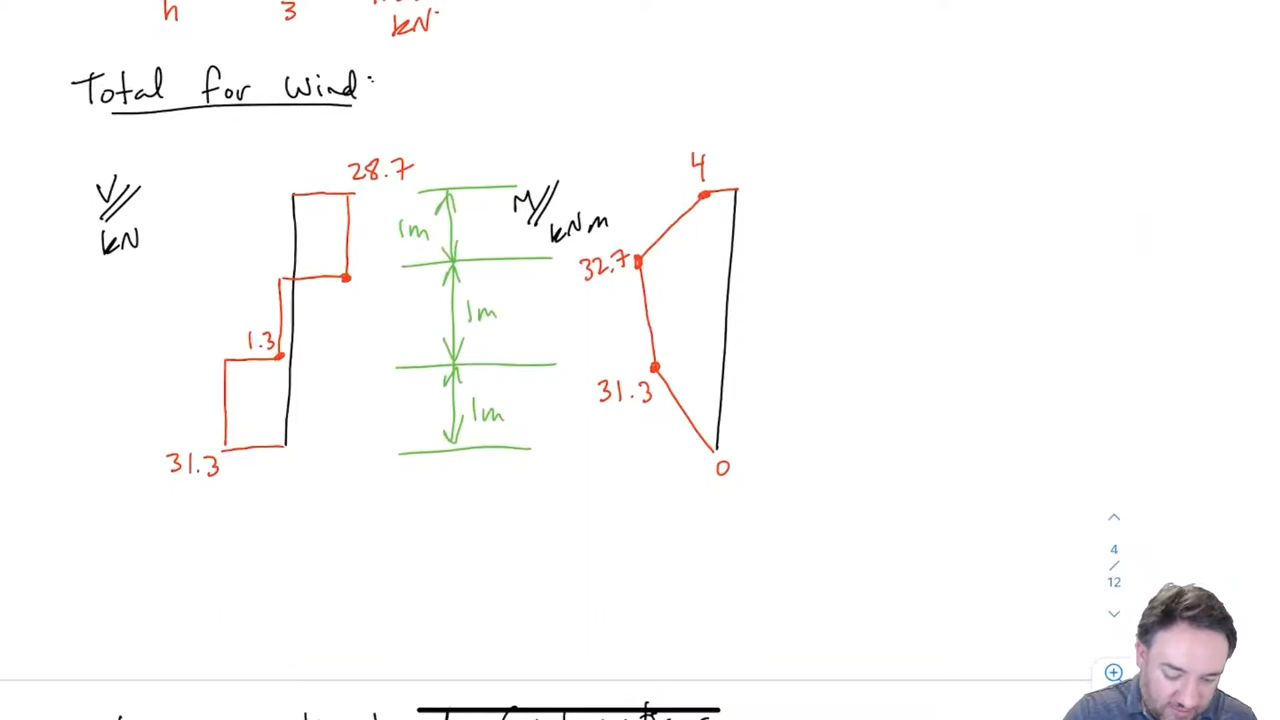 h 3
kN
Total for Wind:
V//
kN
28.7
1.3
31.3
1m
1m
1m
M//
kNm
4
32.7
31.3
0
4
/
12